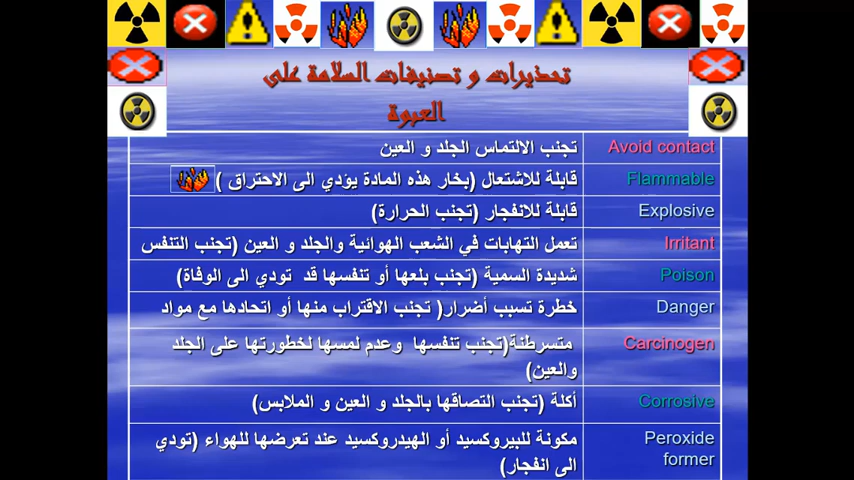 تحذيرات و تصنيفات السلامة على
العبوة
Avoid contact
تجنب الالتماس الجلد و العين
Flammable
قابلة للاشتعال (بخار هذه المادة يؤدي الى الاحتراق )
Explosive
قابلة للانفجار (تجنب الحرارة)
Irritant
تعمل التهابات في الشعب الهوائية والجلد و العين (تجنب التنفس
Poison
شديدة السمية (تجنب بلعها أو تنفسها قد تودي الى الوفاة)
Danger
خطرة تسبب أضرار( تجنب الاقتراب منها أو اتحادها مع مواد
Carcinogen
متسرطنة(تجنب تنفسها وعدم لمسها لخطورتها على الجلد
والعين)
Corrosive
أكلة (تجنب التصاقها بالجلد و العين و الملابس)
Peroxide
former
مكونة للبيروكسيد أو الهيدروكسيد عند تعرضها للهواء (تودي
الى انفجار)